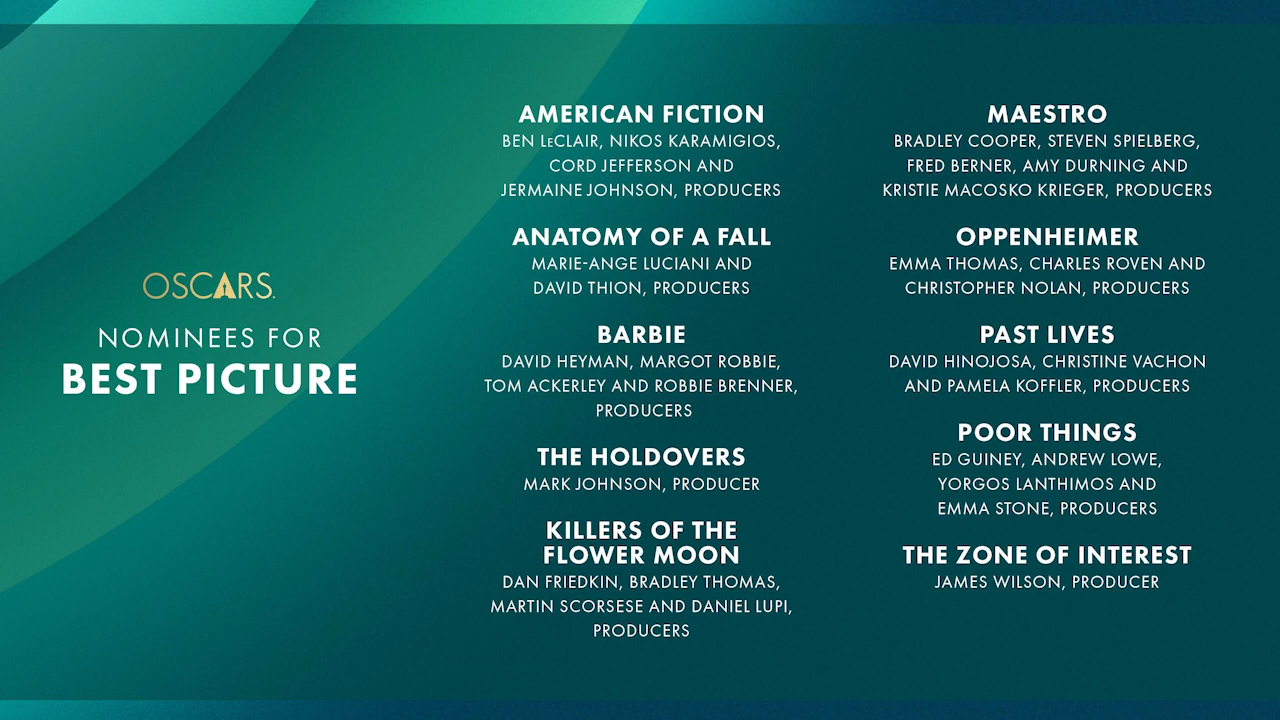 OSCARS.
NOMINEES FOR
BEST PICTURE
AMERICAN FICTION
BEN LeCLAIR, NIKOS KARAMIGIOS,
CORD JEFFERSON AND
JERMAINE JOHNSON, PRODUCERS
ANATOMY OF A FALL
MARIE-ANGE LUCIANI AND
DAVID THION, PRODUCERS
BARBIE
DAVID HEYMAN, MARGOT ROBBIE,
TOM ACKERLEY AND ROBBIE BRENNER,
PRODUCERS
THE HOLDOVERS
MARK JOHNSON, PRODUCER
KILLERS OF THE
FLOWER MOON
DAN FRIEDKIN, BRADLEY THOMAS,
MARTIN SCORSESE AND DANIEL LUPI,
PRODUCERS
MAESTRO
BRADLEY COOPER, STEVEN SPIELBERG,
FRED BERNER, AMY DURNING AND
KRISTIE MACOSKO KRIEGER, PRODUCERS
OPPENHEIMER
EMMA THOMAS, CHARLES ROVEN AND
CHRISTOPHER NOLAN, PRODUCERS
PAST LIVES
DAVID HINOJOSA, CHRISTINE VACHON
AND PAMELA KOFFLER, PRODUCERS
POOR THINGS
ED GUINEY, ANDREW LOWE,
YORGOS LANTHIMOS AND
EMMA STONE, PRODUCERS
THE ZONE OF INTEREST
JAMES WILSON, PRODUCER